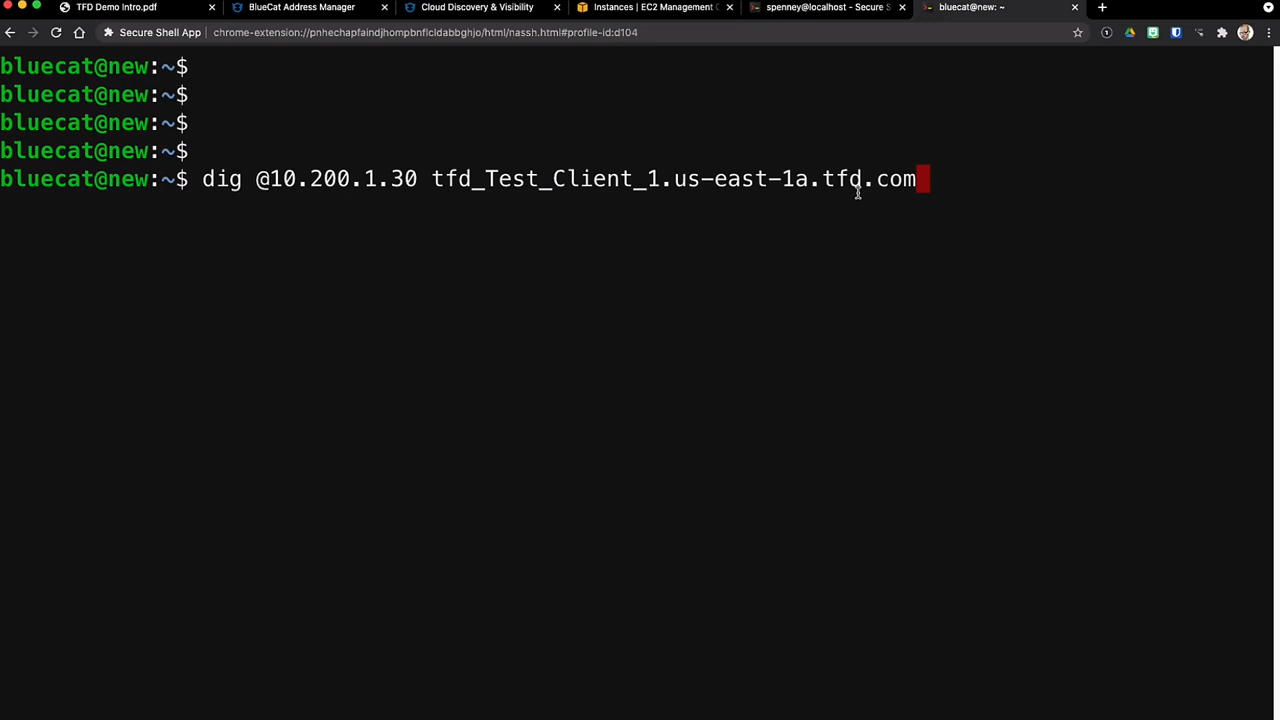 TFD Demo Intro.pdf
BlueCat Address Manager
Cloud Discovery & Visibility
Instances | EC2 Management C
spenney@localhost - Secure S
bluecat@new: ~
Secure Shell App
chrome-extension://pnhechapfaindjhompbnflcldabbghjo/html/nassh.html#profile-id:d104
bluecat@new:~$
bluecat@new:~$
bluecat@new:~$
bluecat@new:~$
bluecat@new:~$ dig @10.200.1.30 tfd_Test_Client_1.us-east-1a.tfd.com